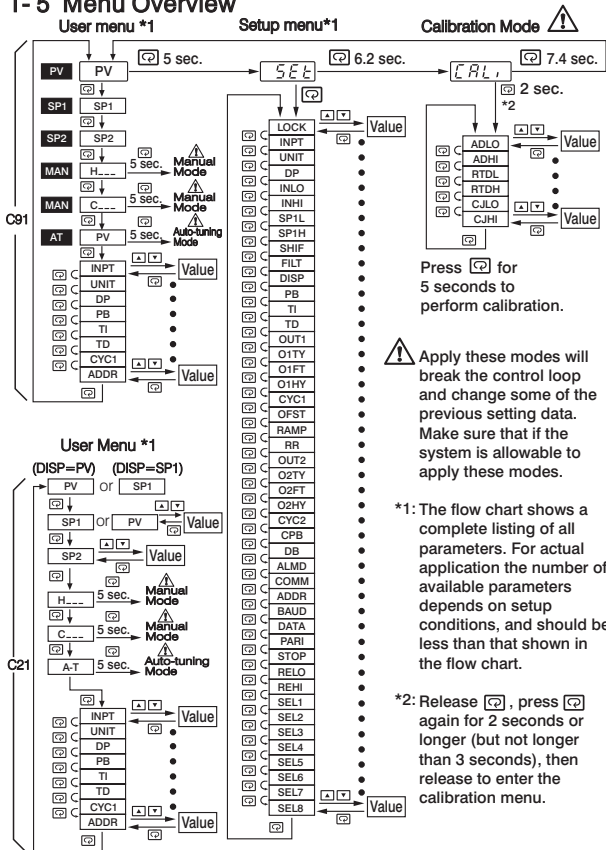 1- 5 Menu Overview
User menu *1
Setup menu*1
Calibration Mode
PV
PV
5 sec.
SEt
6.2 sec.
CALi
7.4 sec.
2 sec.
*2
SP1
SP1
SP2
SP2
MAN
H_ _ _
5 sec.
Manual
Mode
MAN
C_ _ _
5 sec.
Manual
Mode
AT
PV
5 sec.
Auto-tuning
Mode
C91
INPT
Value
UNIT
DP
PB
TI
TD
CYC1
ADDR
Value
LOCK
Value
INPT
UNIT
DP
INLO
INHI
SP1L
SP1H
SHIF
FILT
DISP
PB
TI
TD
OUT1
O1TY
O1FT
O1HY
CYC1
OFST
RAMP
RR
OUT2
O2TY
O2FT
O2HY
CYC2
CPB
DB
ALMD
COMM
ADDR
BAUD
DATA
PARI
STOP
RELO
REHI
SEL1
SEL2
SEL3
SEL4
SEL5
SEL6
SEL7
SEL8
Value
ADLO
Value
ADHI
RTDL
RTDH
CJLO
CJHI
Value
Press for
5 seconds to
perform calibration.
Apply these modes will
break the control loop
and change some of the
previous setting data.
Make sure that if the
system is allowable to
apply these modes.
*1: The flow chart shows a
complete listing of all
parameters. For actual
application the number of
available parameters
depends on setup
conditions, and should be
less than that shown in
the flow chart.
*2: Release , press
again for 2 seconds or
longer (but not longer
than 3 seconds), then
release to enter the
calibration menu.
User Menu *1
(DISP=PV) (DISP=SP1)
PV or SP1
SP1 or PV
Value
SP2
Value
H_ _ _
5 sec.
Manual
Mode
C_ _ _
5 sec.
Manual
Mode
A-T
5 sec.
Auto-tuning
Mode
C21
INPT
Value
UNIT
DP
PB
TI
TD
CYC1
ADDR
Value